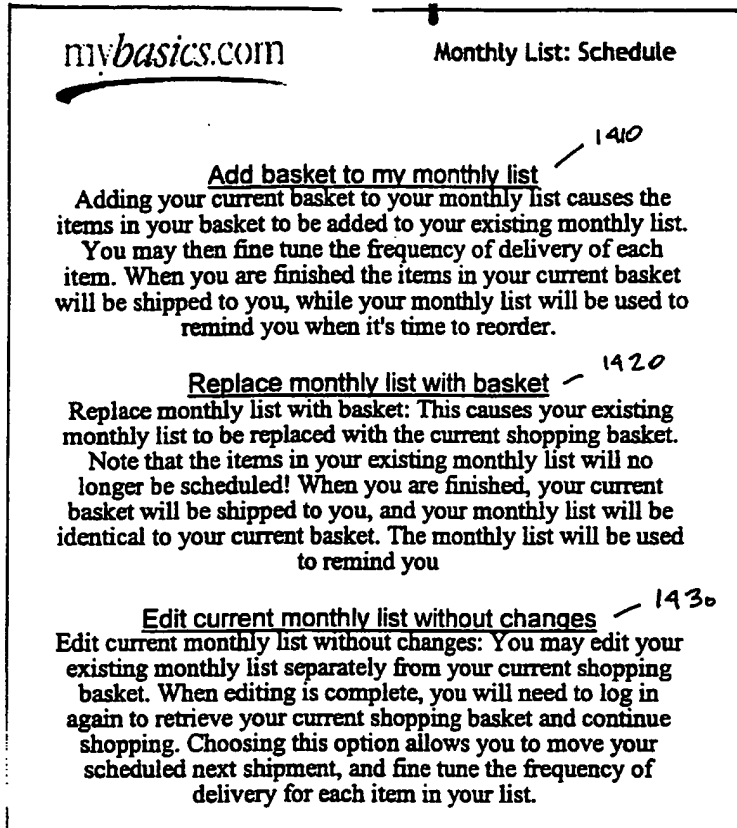 mybasics.com
Monthly List: Schedule
1410
Add basket to my monthly list
Adding your current basket to your monthly list causes the
items in your basket to be added to your existing monthly list.
You may then fine tune the frequency of delivery of each
item. When you are finished the items in your current basket
will be shipped to you, while your monthly list will be used to
remind you when it's time to reorder.
1420
Replace monthly list with basket
Replace monthly list with basket: This causes your existing
monthly list to be replaced with the current shopping basket.
Note that the items in your existing monthly list will no
longer be scheduled! When you are finished, your current
basket will be shipped to you, and your monthly list will be
identical to your current basket. The monthly list will be used
to remind you
1430
Edit current monthly list without changes
Edit current monthly list without changes: You may edit your
existing monthly list separately from your current shopping
basket. When editing is complete, you will need to log in
again to retrieve your current shopping basket and continue
shopping. Choosing this option allows you to move your
scheduled next shipment, and fine tune the frequency of
delivery for each item in your list.